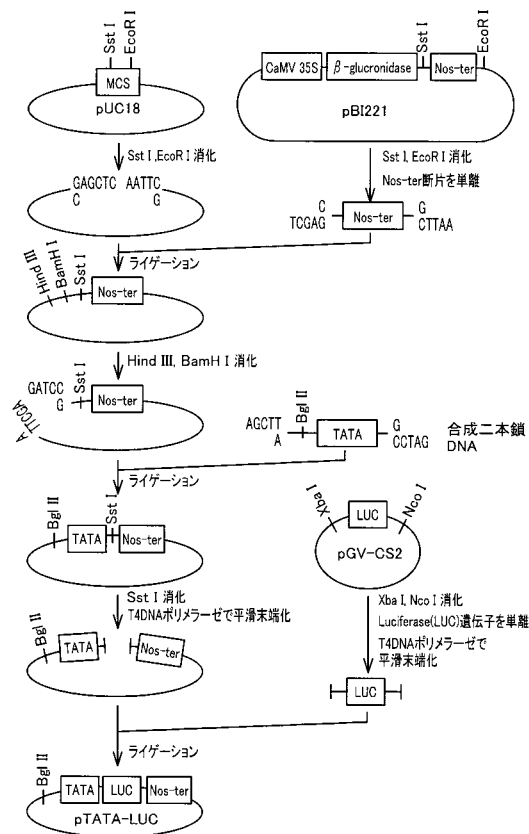 Sst I
EcoR I
MCS
pUC18
Sst I ,EcoR I 消化
GAGCTC AATTC
C G
CaMV 35S
β-glucronidase
Sst I
Nos-ter
EcoR I
pBI221
Sst I, EcoR I 消化
Nos-ter断片を単離
C
TCGAG
Nos-ter
G
CTTAA
ライゲーション
Hind III
BamH I
Sst I
Nos-ter
Hind III, BamH I 消化
GATCC
G
Sst I
Nos-ter
A
TTCGA
AGCTT
A
Bgl II
TATA
G
CCTAG
合成二本鎖
DNA
ライゲーション
Bgl II
TATA
Sst I
Nos-ter
Xba I
LUC
Nco I
pGV-CS2
Sst I 消化
T4DNAポリメラーゼで平滑末端化
Xba I, Nco I 消化
Luciferase(LUC)遺伝子を単離
T4DNAポリメラーゼで
平滑末端化
Bgl II
TATA
Nos-ter
LUC
ライゲーション
Bgl II
TATA
LUC
Nos-ter
pTATA-LUC